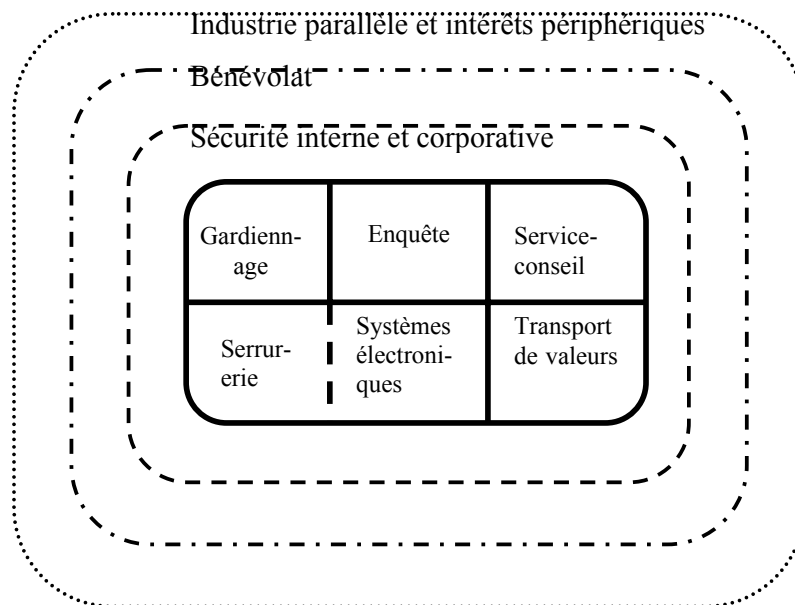 Industrie parallèle et intérêts périphériques
Bénévolat
Sécurité interne et corporative
Gardienn-
age
Enquête
Service-
conseil
Serrur-
erie
Systèmes
électroni-
ques
Transport
de valeurs